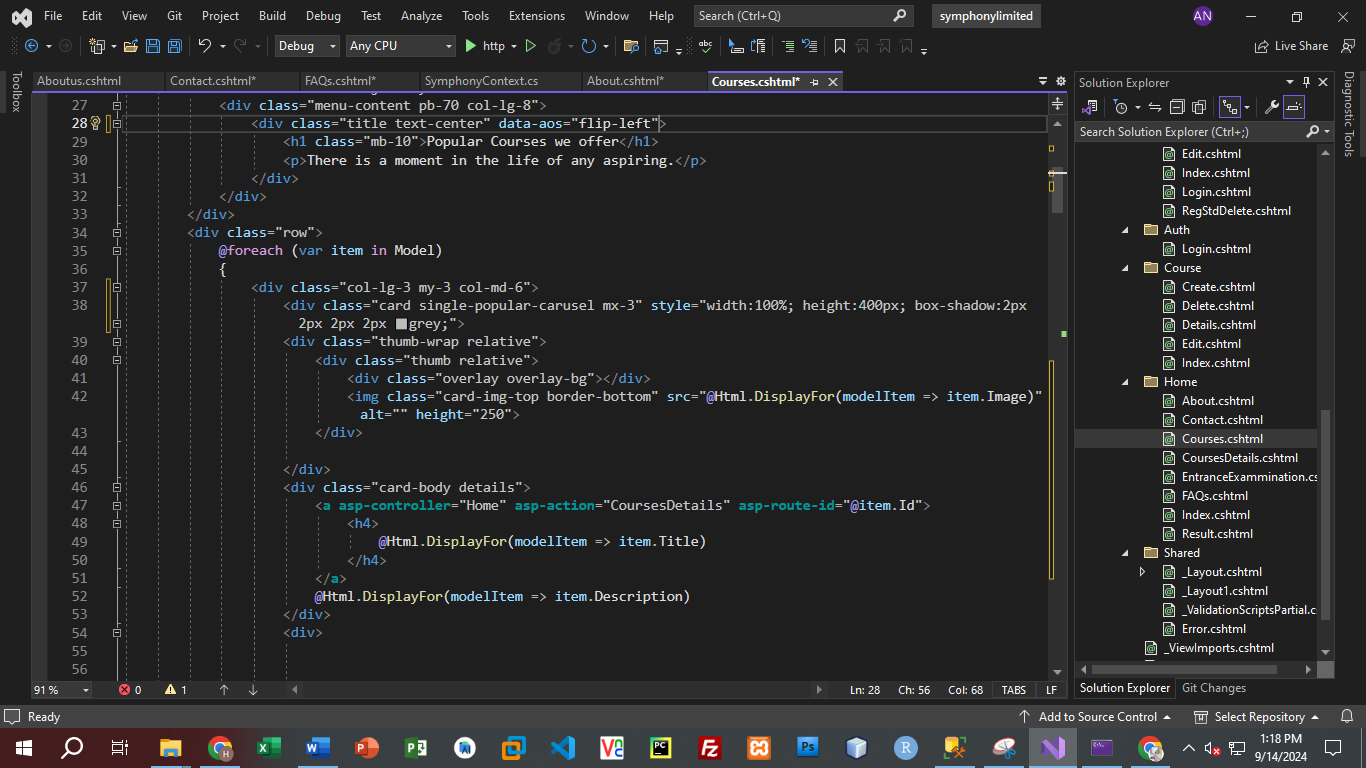 File Edit View Git Project Build Debug Test Analyze Tools Extensions Window Help Search (Ctrl+Q) symphonylimited AN
Debug Any CPU http Live Share
Toolbox
Aboutus.cshtml Contact.cshtml* FAQs.cshtml* SymphonyContext.cs About.cshtml* Courses.cshtml*
27 <div class="menu-content pb-70 col-lg-8">
28 <div class="title text-center" data-aos="flip-left">
29 <h1 class="mb-10">Popular Courses we offer</h1>
30 <p>There is a moment in the life of any aspiring.</p>
31 </div>
32 </div>
33 </div>
34 <div class="row">
35 @foreach (var item in Model)
36 {
37 <div class="col-lg-3 my-3 col-md-6">
38 <div class="card single-popular-carusel mx-3" style="width:100%; height:400px; box-shadow:2px
2px 2px 2px grey;">
39 <div class="thumb-wrap relative">
40 <div class="thumb relative">
41 <div class="overlay overlay-bg"></div>
42 <img class="card-img-top border-bottom" src="@Html.DisplayFor(modelItem => item.Image)"
alt="" height="250">
43 </div>
44
45 </div>
46 <div class="card-body details">
47 <a asp-controller="Home" asp-action="CoursesDetails" asp-route-id="@item.Id">
48 <h4>
49 @Html.DisplayFor(modelItem => item.Title)
50 </h4>
51 </a>
52 @Html.DisplayFor(modelItem => item.Description)
53 </div>
54 <div>
55
56
91 % 0 1 Ln: 28 Ch: 56 Col: 68 TABS LF
Solution Explorer
Search Solution Explorer (Ctrl+;)
Edit.cshtml
Index.cshtml
Login.cshtml
RegStdDelete.cshtml
Auth
Login.cshtml
Course
Create.cshtml
Delete.cshtml
Details.cshtml
Edit.cshtml
Index.cshtml
Home
About.cshtml
Contact.cshtml
Courses.cshtml
CoursesDetails.cshtml
EntranceExammination.cs
FAQs.cshtml
Index.cshtml
Result.cshtml
Shared
_Layout.cshtml
_Layout1.cshtml
_ValidationScriptsPartial.cs
Error.cshtml
_ViewImports.cshtml
Solution Explorer Git Changes
Diagnostic Tools
Ready Add to Source Control Select Repository
1:18 PM
9/14/2024